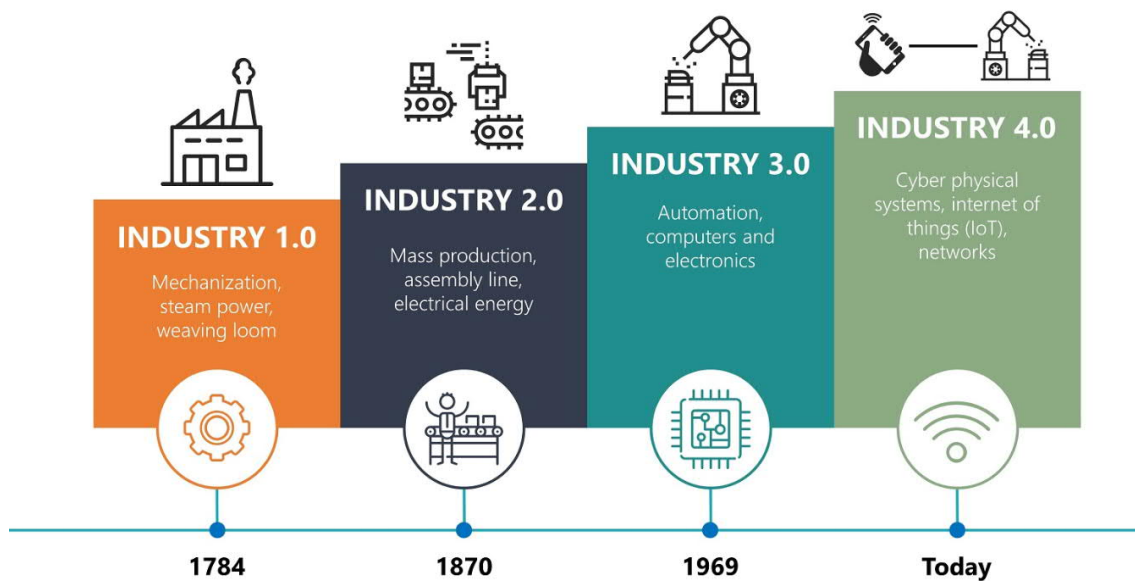 INDUSTRY 1.0
Mechanization,
steam power,
weaving loom
1784
INDUSTRY 2.0
Mass production,
assembly line,
electrical energy
1870
INDUSTRY 3.0
Automation,
computers and
electronics
1969
INDUSTRY 4.0
Cyber physical
systems, internet of
things (IoT),
networks
Today